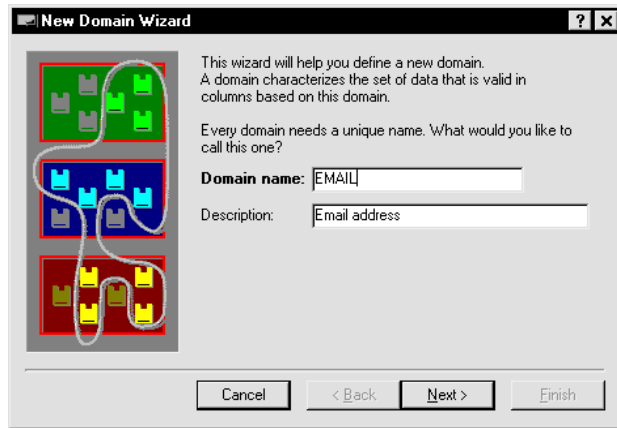 New Domain Wizard
This wizard will help you define a new domain.
A domain characterizes the set of data that is valid in
columns based on this domain.
Every domain needs a unique name. What would you like to
call this one?
Domain name: EMAIL
Description: Email address
Cancel < Back Next > Finish